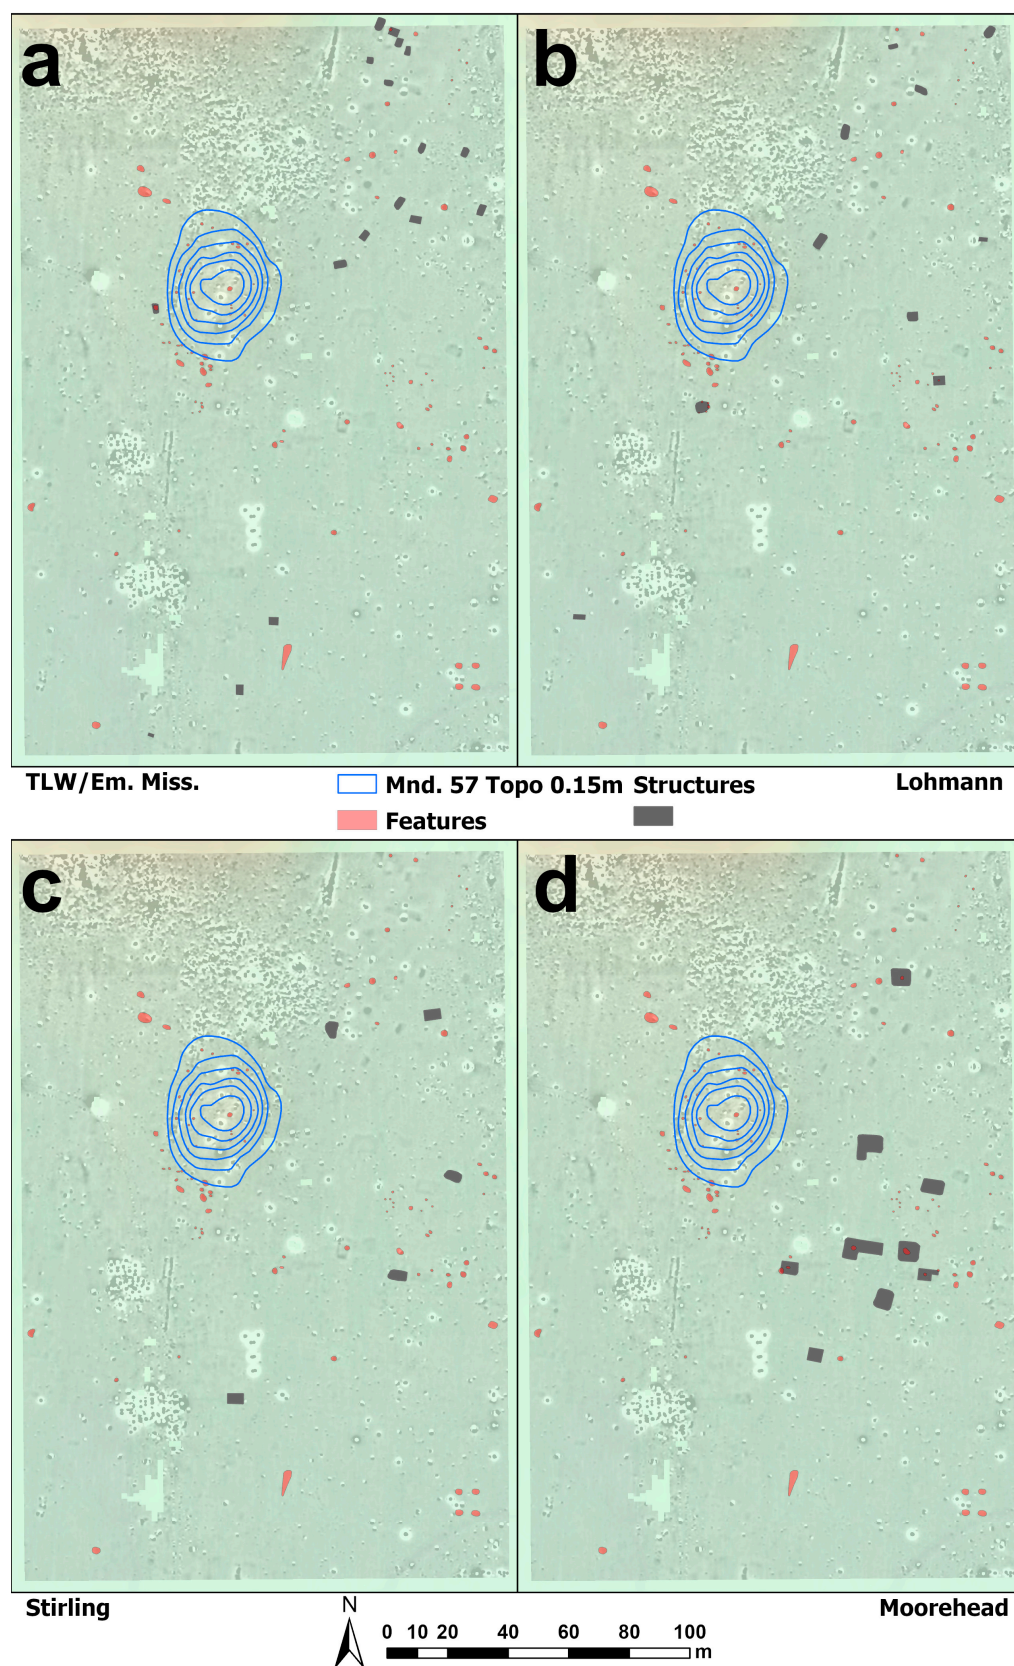 a
b
TLW/Em. Miss.
Mnd. 57 Topo 0.15m
Structures
Lohmann
Features
c
d
Stirling
Moorehead
N
0 10 20 40 60 80 100
m